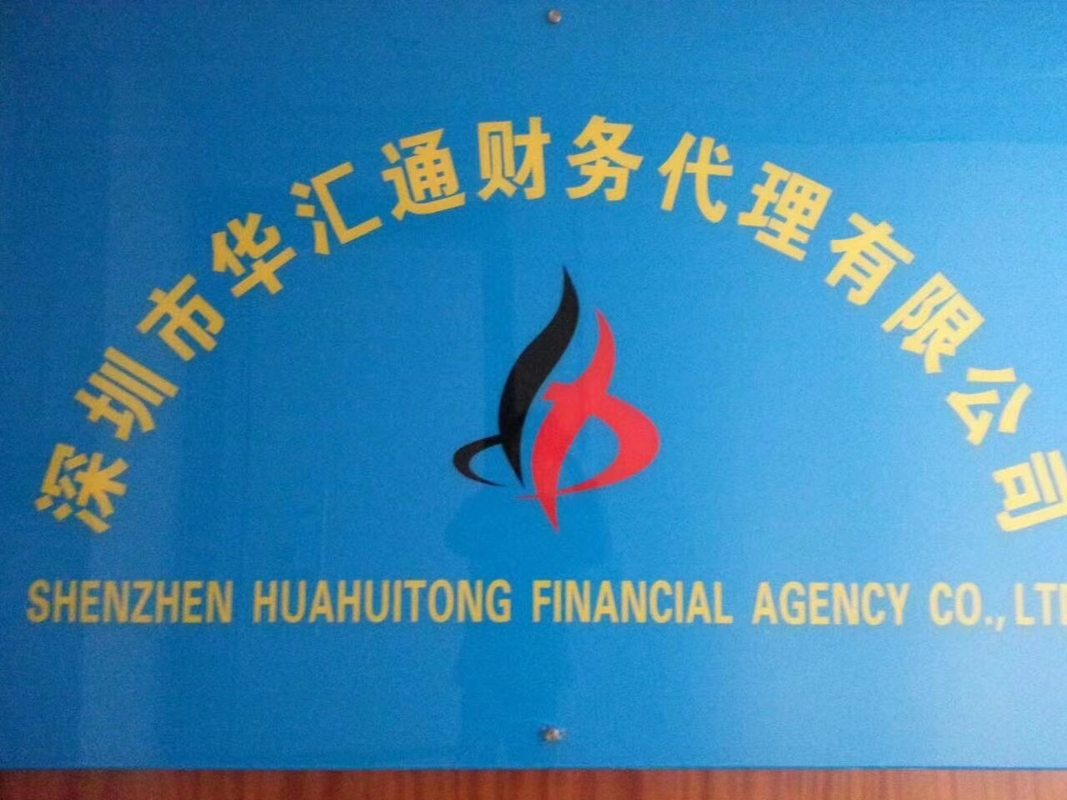 深圳市华汇通财务代理有限公司
SHENZHEN HUAHUITONG FINANCIAL AGENCY CO., LT